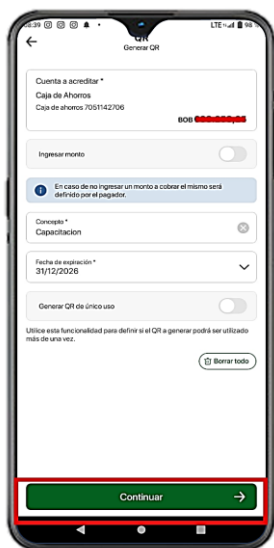 QR
Generar QR
Cuenta a acreditar *
Caja de Ahorros
Caja de ahorros 7051142706
BOB
Ingresar monto
En caso de no ingresar un monto a cobrar el mismo será
definido por el pagador.
Concepto *
Capacitacion
Fecha de expiración *
31/12/2026
Generar QR de único uso
Utilice esta funcionalidad para definir si el QR a generar podrá ser utilizado
más de una vez.
Borrar todo
Continuar